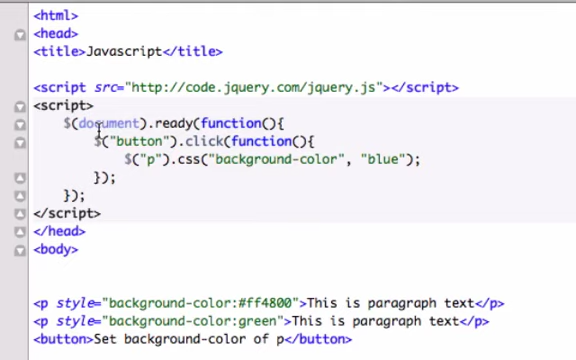 <html>
<head>
<title>Javascript</title>
<script src="http://code.jquery.com/jquery.js"></script>
<script>
$(document).ready(function(){
$("button").click(function(){
$("p").css("background-color", "blue");
});
});
</script>
</head>
<body>
<p style="background-color:#ff4800">This is paragraph text</p>
<p style="background-color:green">This is paragraph text</p>
<button>Set background-color of p</button>